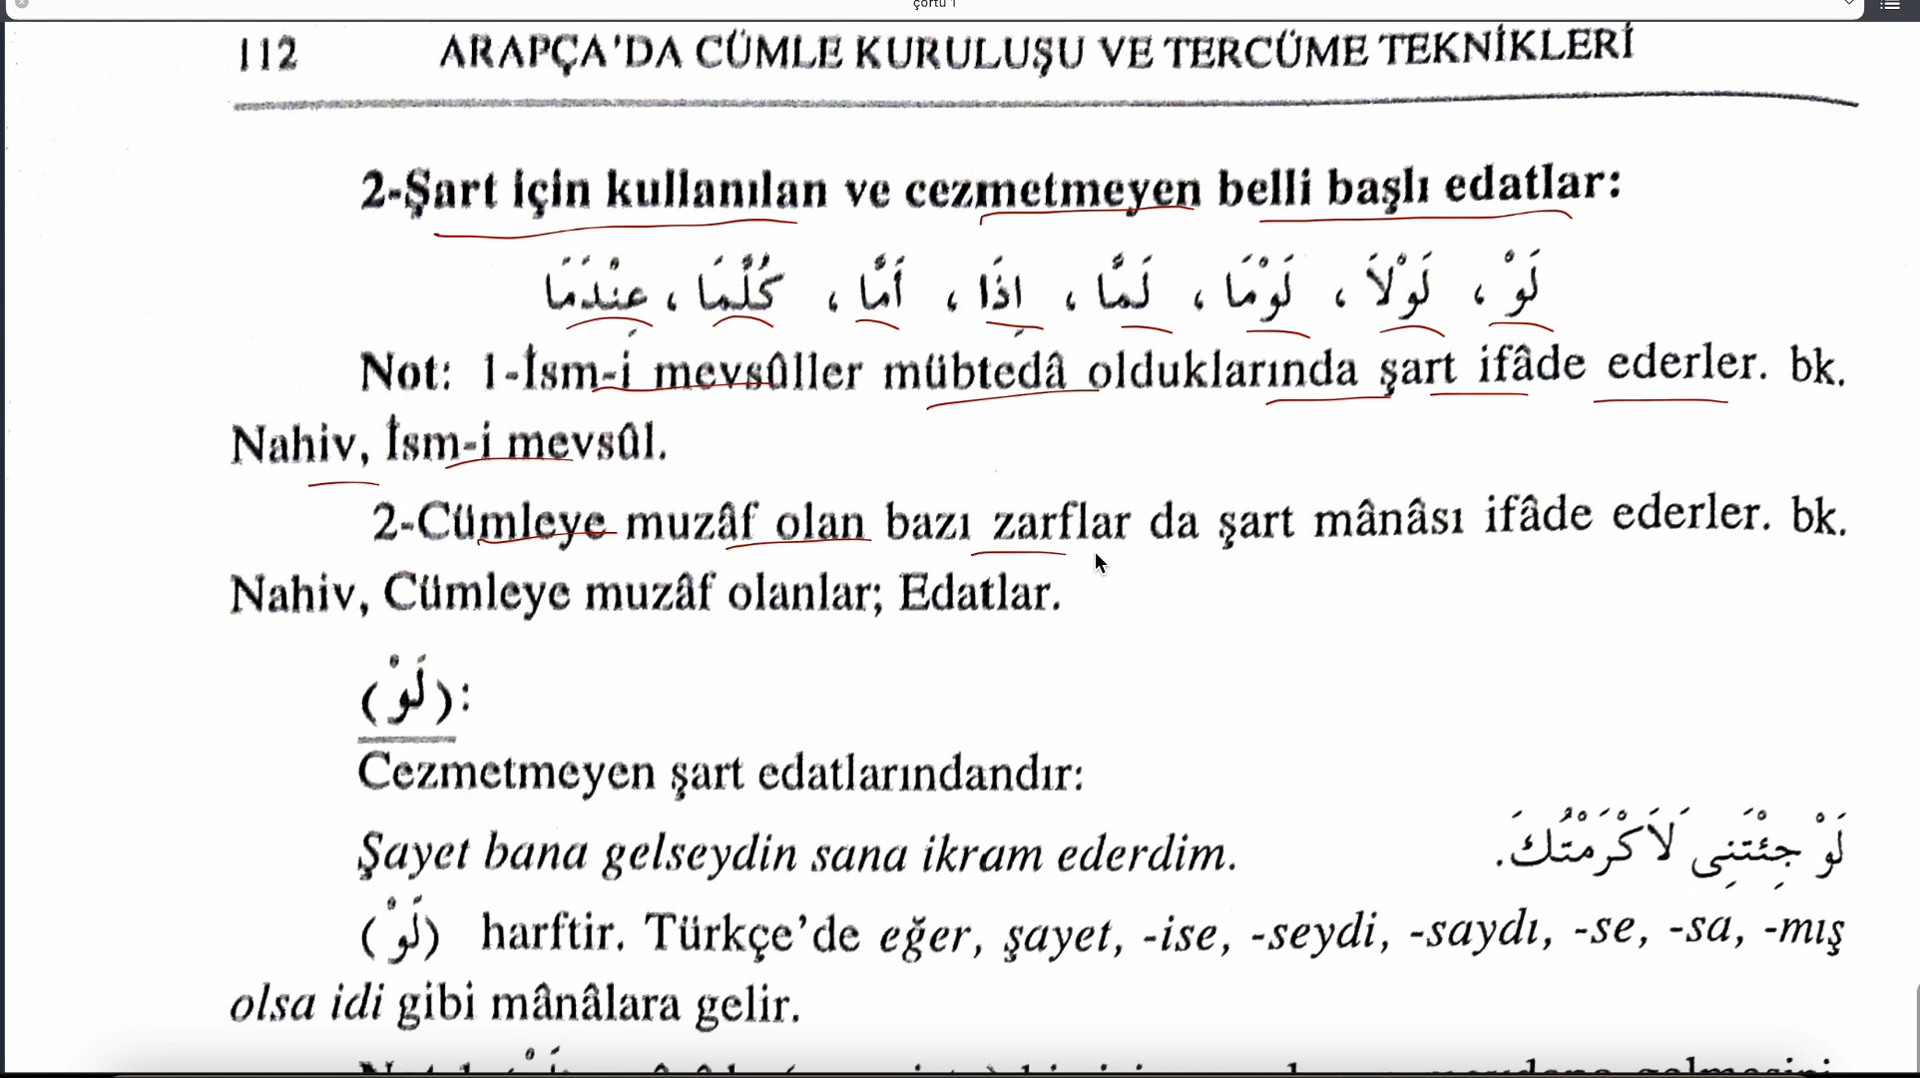 çörtü 1
112 ARAPÇA'DA CÜMLE KURULUŞU VE TERCÜME TEKNİKLERİ
2-Şart için kullanılan ve cezmetmeyen belli başlı edatlar:
لَوْ ، لَوْلاَ ، لَوْمَا ، لَمَّا ، إِذَا ، أَمَّا ، كُلَّمَا ، عِنْدَمَا
Not: 1-İsm-i mevsûller mübtedâ olduklarında şart ifâde ederler. bk.
Nahiv, İsm-i mevsûl.
2-Cümleye muzâf olan bazı zarflar da şart mânâsı ifâde ederler. bk.
Nahiv, Cümleye muzâf olanlar; Edatlar.
(لَوْ):
Cezmetmeyen şart edatlarındandır:
Şayet bana gelseydin sana ikram ederdim. لَوْ جِئْتَنِى لَاَكْرَمْتُكَ.
(لَوْ) harftir. Türkçe'de eğer, şayet, -ise, -seydi, -saydı, -se, -sa, -mış
olsa idi gibi mânâlara gelir.